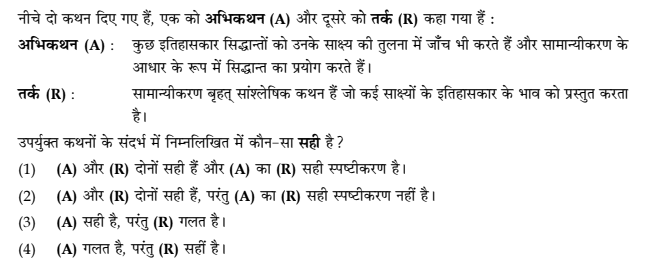 नीचे दो कथन दिए गए हैं, एक को अभिकथन (A) और दूसरे को तर्क (R) कहा गया हैं :
अभिकथन (A) : कुछ इतिहासकार सिद्धान्तों को उनके साक्ष्य की तुलना में जाँच भी करते हैं और सामान्यीकरण के
आधार के रूप में सिद्धान्त का प्रयोग करते हैं।
तर्क (R) : सामान्यीकरण बृहत् सांश्लेषिक कथन हैं जो कई साक्ष्यों के इतिहासकार के भाव को प्रस्तुत करता
है।
उपर्युक्त कथनों के संदर्भ में निम्नलिखित में कौन-सा सही है ?
(1) (A) और (R) दोनों सही हैं और (A) का (R) सही स्पष्टीकरण है।
(2) (A) और (R) दोनों सही हैं, परंतु (A) का (R) सही स्पष्टीकरण नहीं है।
(3) (A) सही है, परंतु (R) गलत है।
(4) (A) गलत है, परंतु (R) सहीं है।